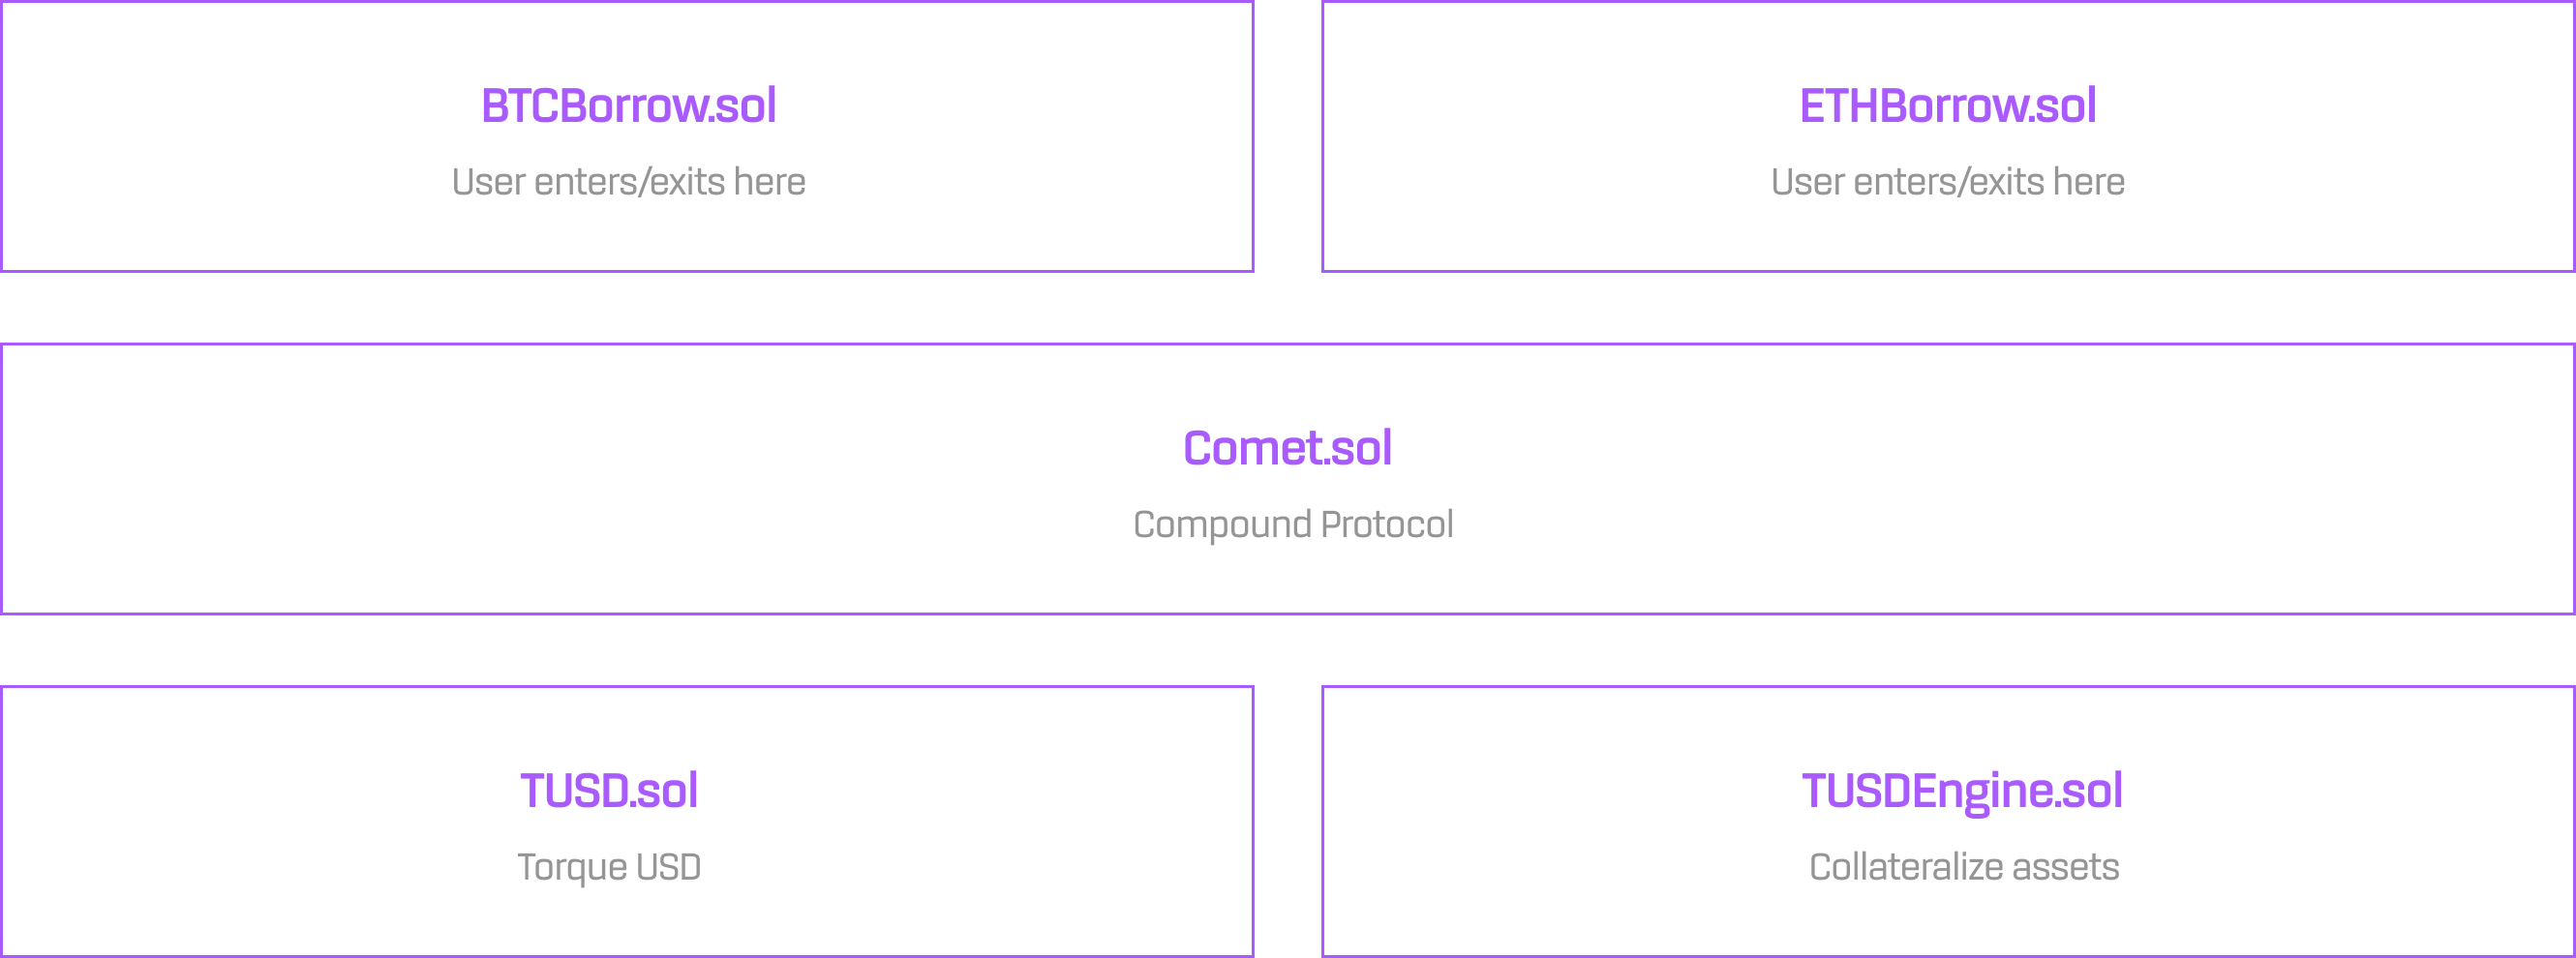 BTCBorrow.sol
User enters/exits here
ETHBorrow.sol
User enters/exits here
Comet.sol
Compound Protocol
TUSD.sol
Torque USD
TUSDEngine.sol
Collateralize assets